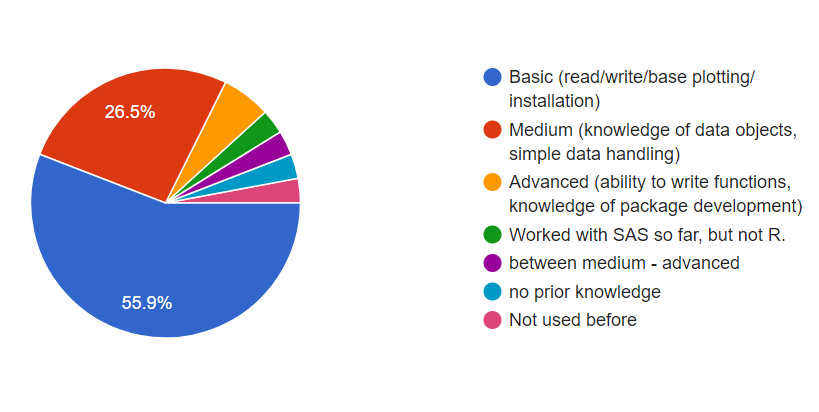 26.5%
55.9%
Basic (read/write/base plotting/
installation)
Medium (knowledge of data objects,
simple data handling)
Advanced (ability to write functions,
knowledge of package development)
Worked with SAS so far, but not R.
between medium - advanced
no prior knowledge
Not used before